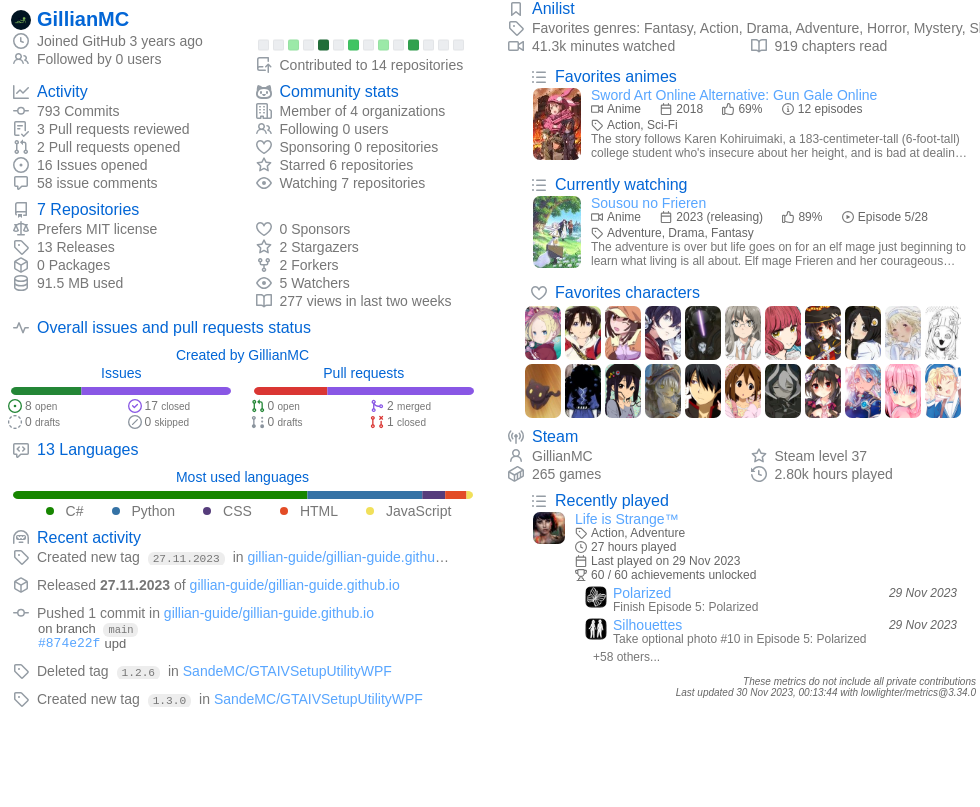 GillianMC
Joined GitHub 3 years ago
Followed by 0 users
Contributed to 14 repositories
Activity
793 Commits
3 Pull requests reviewed
2 Pull requests opened
16 Issues opened
58 issue comments
Community stats
Member of 4 organizations
Following 0 users
Sponsoring 0 repositories
Starred 6 repositories
Watching 7 repositories
7 Repositories
Prefers MIT license
13 Releases
0 Packages
91.5 MB used
0 Sponsors
2 Stargazers
2 Forkers
5 Watchers
277 views in last two weeks
Overall issues and pull requests status
Created by GillianMC
Issues
8 open
17 closed
0 drafts
0 skipped
Pull requests
0 open
2 merged
0 drafts
1 closed
13 Languages
Most used languages
C# Python CSS HTML JavaScript
Recent activity
Created new tag 27.11.2023 in gillian-guide/gillian-guide.githu…
Released 27.11.2023 of gillian-guide/gillian-guide.github.io
Pushed 1 commit in gillian-guide/gillian-guide.github.io
on branch main
#874e22f upd
Deleted tag 1.2.6 in SandeMC/GTAIVSetupUtilityWPF
Created new tag 1.3.0 in SandeMC/GTAIVSetupUtilityWPF
Anilist
Favorites genres: Fantasy, Action, Drama, Adventure, Horror, Mystery, S
41.3k minutes watched
919 chapters read
Favorites animes
Sword Art Online Alternative: Gun Gale Online
Anime 2018 69% 12 episodes
Action, Sci-Fi
The story follows Karen Kohiruimaki, a 183-centimeter-tall (6-foot-tall)
college student who's insecure about her height, and is bad at dealin…
Currently watching
Sousou no Frieren
Anime 2023 (releasing) 89% Episode 5/28
Adventure, Drama, Fantasy
The adventure is over but life goes on for an elf mage just beginning to
learn what living is all about. Elf mage Frieren and her courageous…
Favorites characters
Steam
GillianMC
265 games
Steam level 37
2.80k hours played
Recently played
Life is Strange™
Action, Adventure
27 hours played
Last played on 29 Nov 2023
60 / 60 achievements unlocked
Polarized 29 Nov 2023
Finish Episode 5: Polarized
Silhouettes 29 Nov 2023
Take optional photo #10 in Episode 5: Polarized
+58 others...
These metrics do not include all private contributions
Last updated 30 Nov 2023, 00:13:44 with lowlighter/metrics@3.34.0